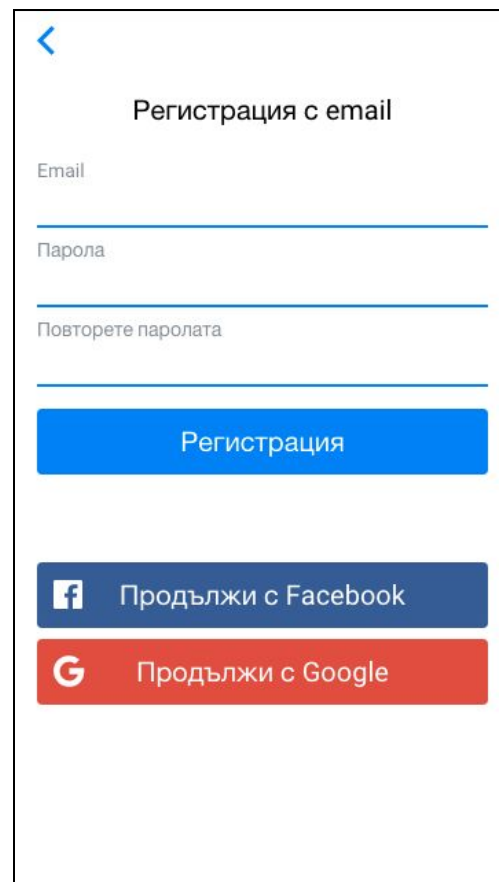 Регистрация с email
Email
Парола
Повторете паролата
Регистрация
Продължи с Facebook
Продължи с Google